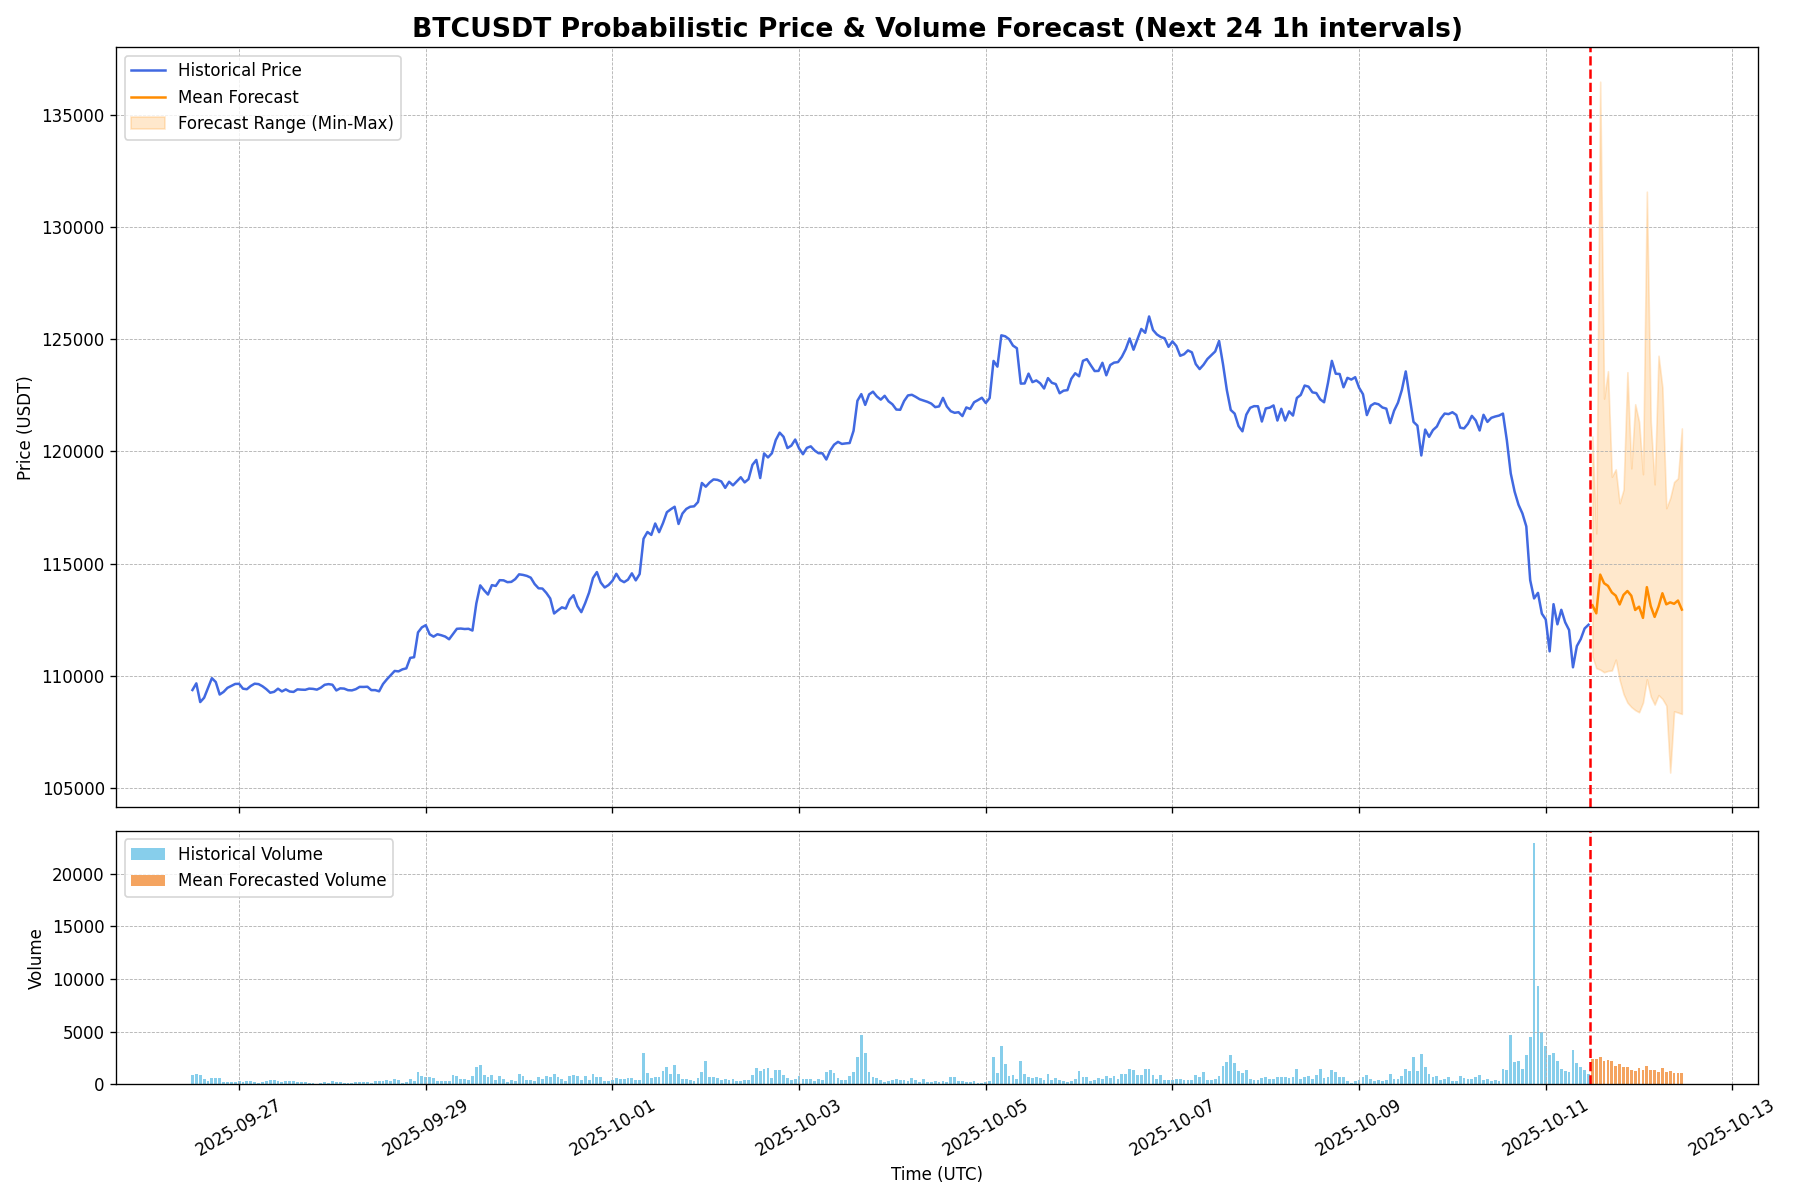 BTCUSDT Probabilistic Price & Volume Forecast (Next 24 1h intervals)
Historical Price
Mean Forecast
Forecast Range (Min-Max)
135000
130000
125000
120000
115000
110000
105000
Price (USDT)
Historical Volume
Mean Forecasted Volume
20000
15000
10000
5000
0
Volume
2025-09-27
2025-09-29
2025-10-01
2025-10-03
2025-10-05
2025-10-07
2025-10-09
2025-10-11
2025-10-13
Time (UTC)